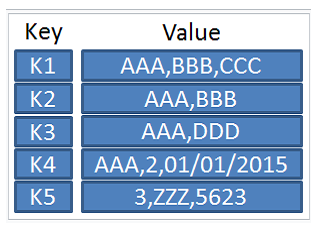 Key Value
K1 AAA,BBB,CCC
K2 AAA,BBB
K3 AAA,DDD
K4 AAA,2,01/01/2015
K5 3,ZZZ,5623